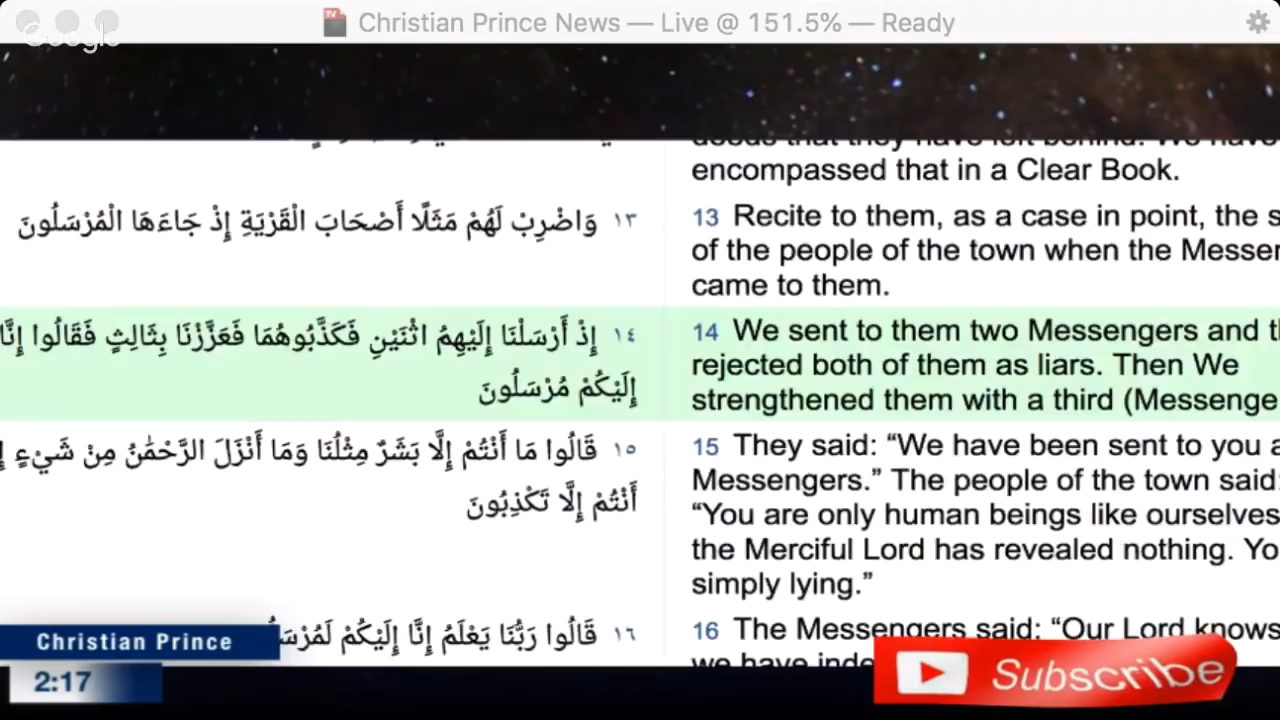 Christian Prince News — Live @ 151.5% — Ready
Google
encompassed that in a Clear Book.
١٣ وَاضْرِبْ لَهُمْ مَثَلًا أَصْحَابَ الْقَرْيَةِ إِذْ جَاءَهَا الْمُرْسَلُونَ
13 Recite to them, as a case in point, the s
of the people of the town when the Messen
came to them.
١٤ إِذْ أَرْسَلْنَا إِلَيْهِمُ اثْنَيْنِ فَكَذَّبُوهُمَا فَعَزَّزْنَا بِثَالِثٍ فَقَالُوا إِنَّا
إِلَيْكُمْ مُرْسَلُونَ
14 We sent to them two Messengers and th
rejected both of them as liars. Then We
strengthened them with a third (Messenge
١٥ قَالُوا مَا أَنْتُمْ إِلَّا بَشَرٌ مِثْلُنَا وَمَا أَنْزَلَ الرَّحْمَٰنُ مِنْ شَيْءٍ إِ
أَنْتُمْ إِلَّا تَكْذِبُونَ
15 They said: “We have been sent to you a
Messengers.” The people of the town said:
“You are only human beings like ourselves
the Merciful Lord has revealed nothing. Yo
simply lying.”
١٦ قَالُوا رَبُّنَا يَعْلَمُ إِنَّا إِلَيْكُمْ
16 The Messengers said: “Our Lord knows
we have inde
Christian Prince
2:17
Subscribe